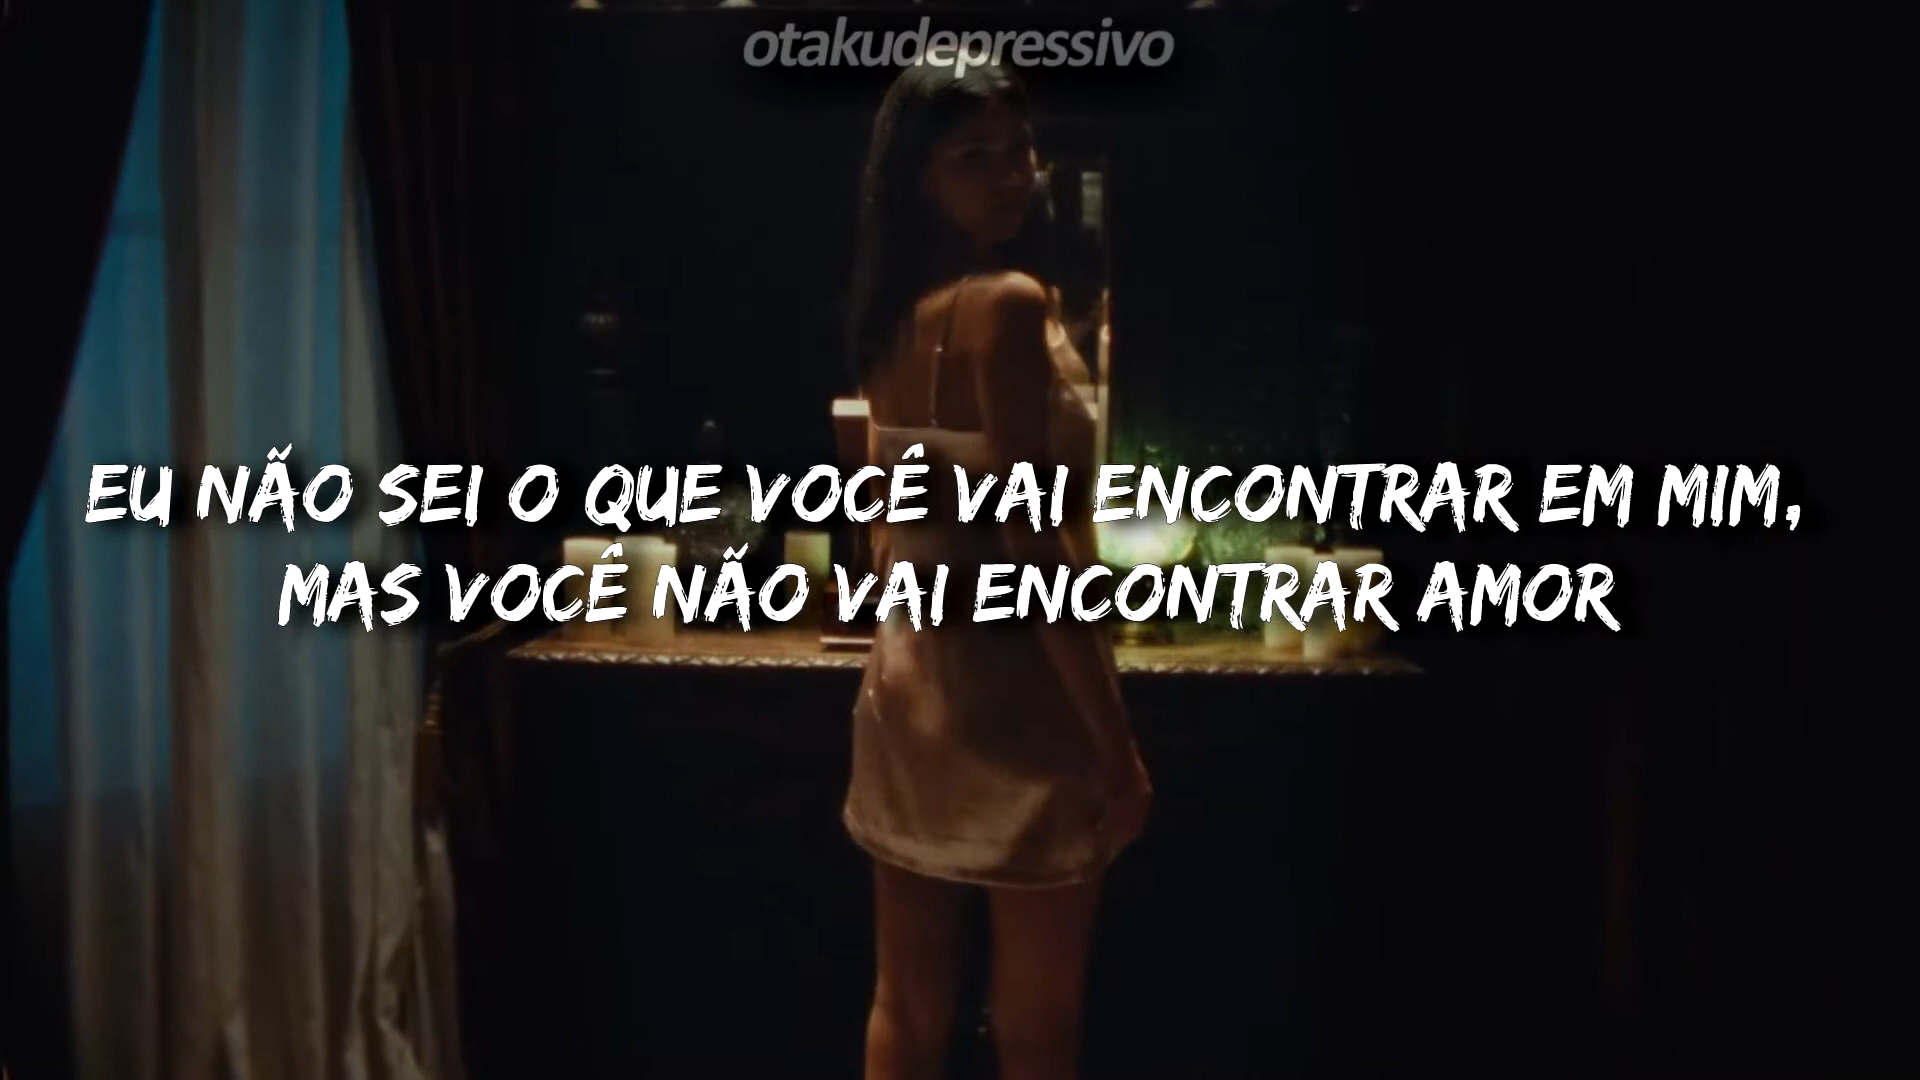 otakudepressivo
EU NÃO SEI O QUE VOCÊ VAI ENCONTRAR EM MIM,
MAS VOCÊ NÃO VAI ENCONTRAR AMOR